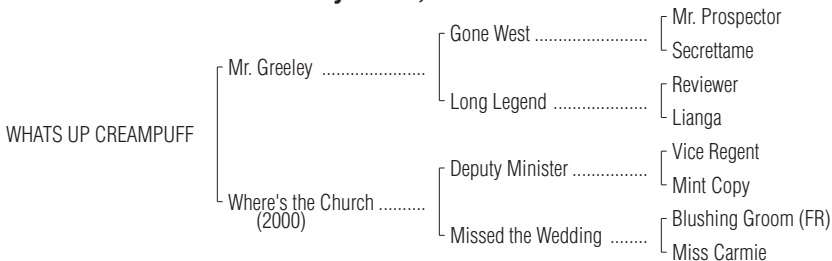 Mr. Prospector
Gone West ........................
Secrettame
Mr. Greeley ......................
Reviewer
Long Legend ....................
Lianga
WHATS UP CREAMPUFF
Vice Regent
Deputy Minister ................
Mint Copy
Where's the Church ..........
(2000)
Blushing Groom (FR)
Missed the Wedding ........
Miss Carmie